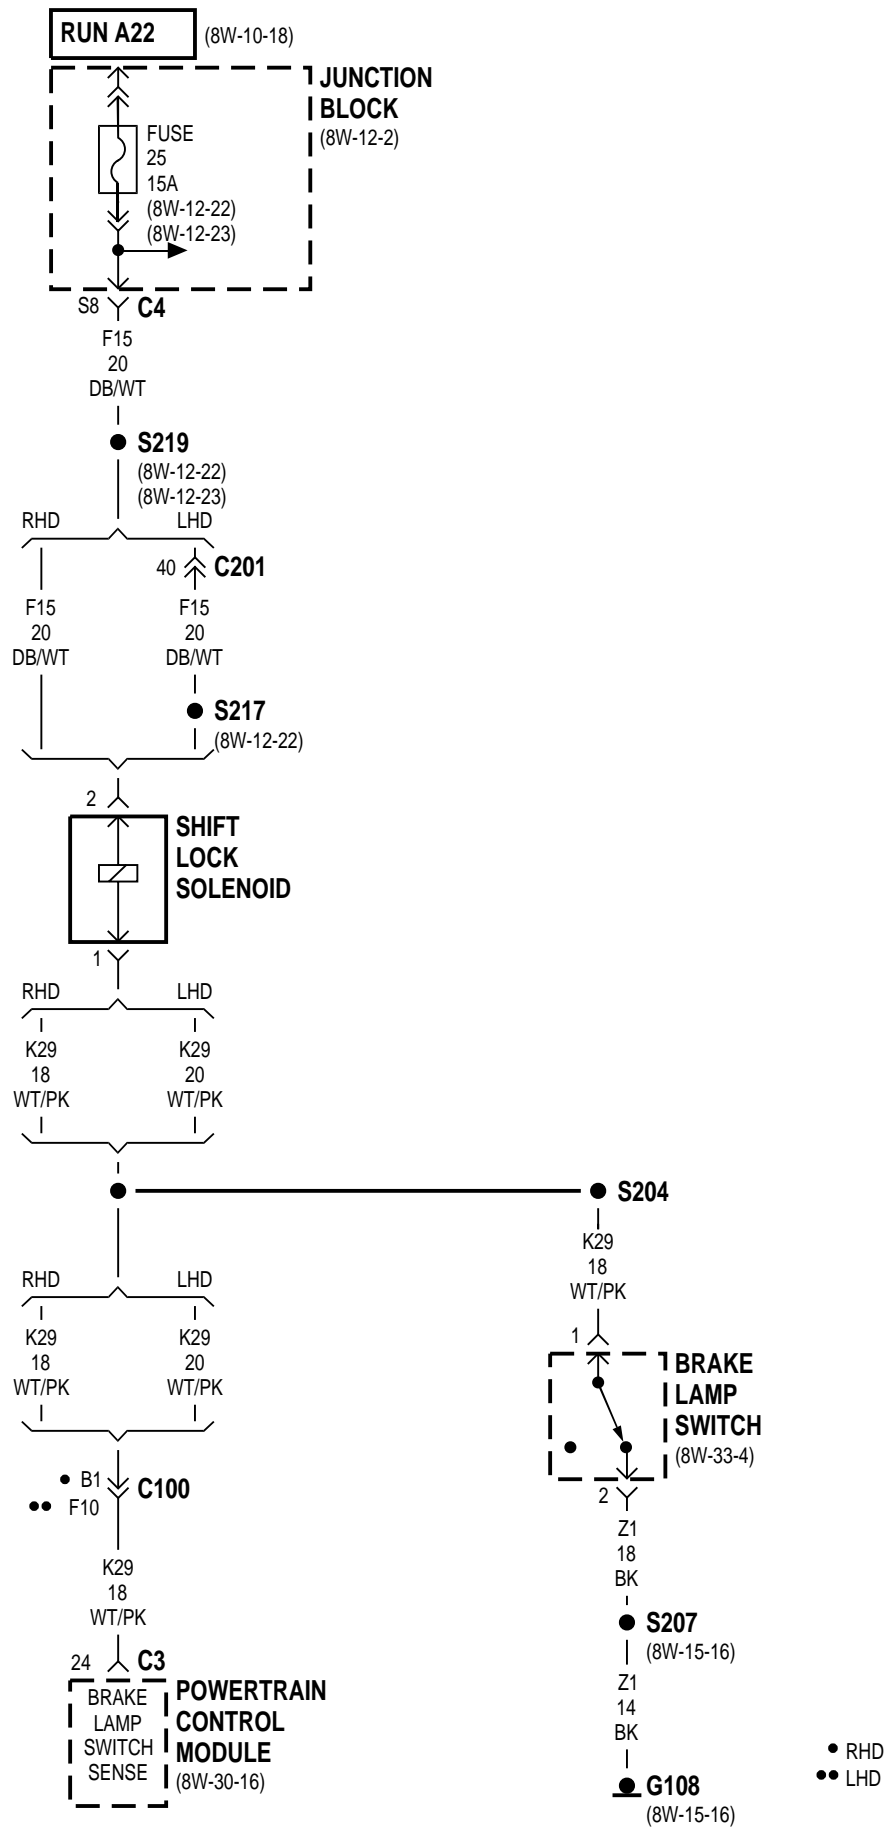 RUN A22 (8W-10-18)
JUNCTION
BLOCK
(8W-12-2)
FUSE
25
15A
(8W-12-22)
(8W-12-23)
S8 C4
F15
20
DB/WT
S219
(8W-12-22)
(8W-12-23)
RHD LHD
40 C201
F15 F15
20 20
DB/WT DB/WT
S217
(8W-12-22)
2
SHIFT
LOCK
SOLENOID
1
RHD LHD
K29 K29
18 20
WT/PK WT/PK
S204
K29
18
WT/PK
RHD LHD
K29 K29
18 20
WT/PK WT/PK
1
BRAKE
LAMP
SWITCH
(8W-33-4)
2
• B1 C100
•• F10
Z1
18
BK
K29
18
WT/PK
S207
(8W-15-16)
24 C3
BRAKE
LAMP
SWITCH
SENSE
POWERTRAIN
CONTROL
MODULE
(8W-30-16)
Z1
14
BK
G108
(8W-15-16)
• RHD
•• LHD